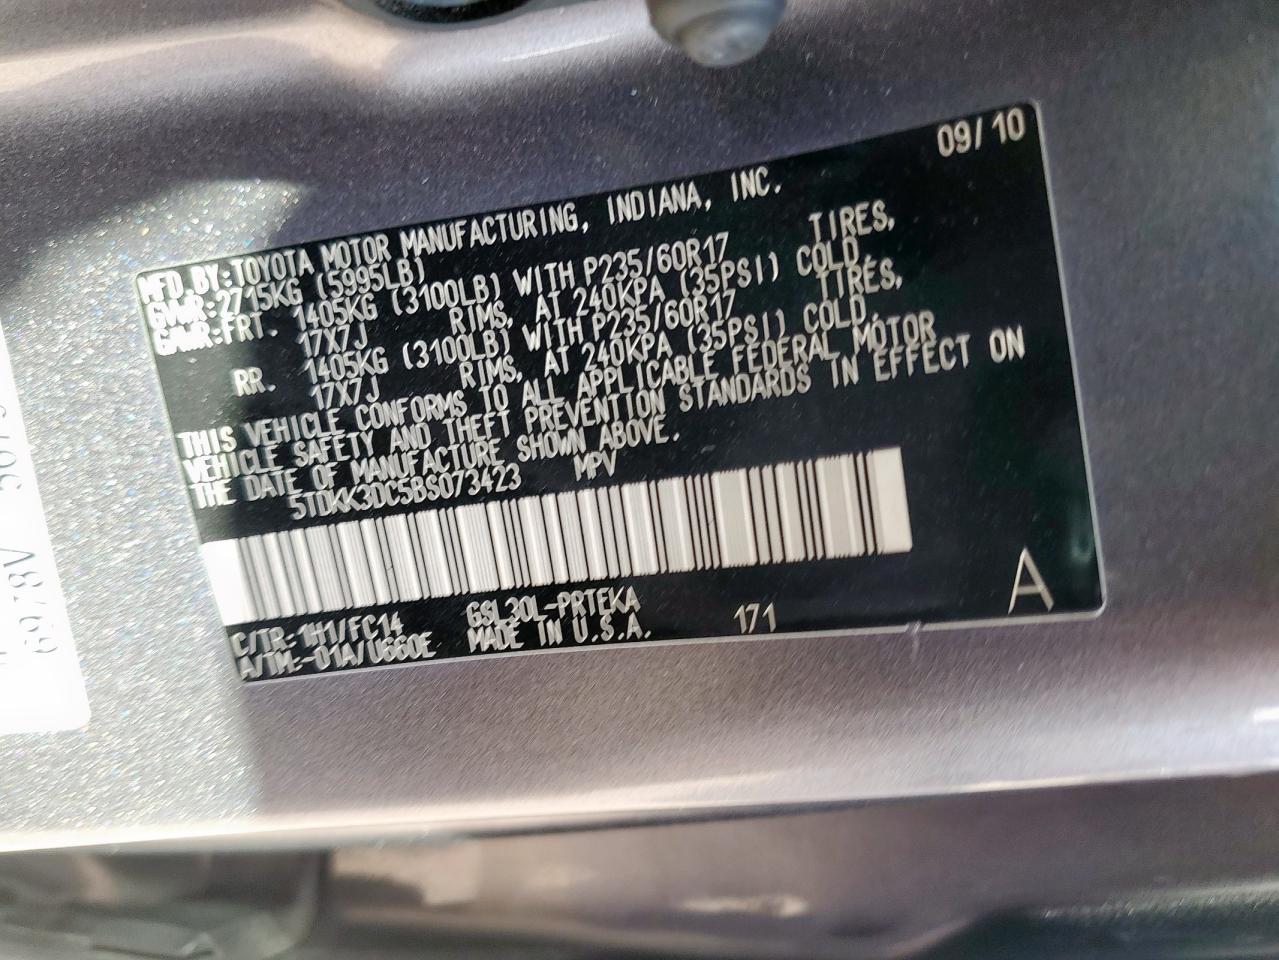 09/10
MFD.BY:TOYOTA MOTOR MANUFACTURING, INDIANA, INC.
GVWR:2715KG (5995LB)
GAWR:FRT. 1405KG (3100LB) WITH P235/60R17 TIRES,
17X7J RIMS, AT 240KPA (35PSI) COLD.
RR. 1405KG (3100LB) WITH P235/60R17 TIRES,
17X7J RIMS, AT 240KPA (35PSI) COLD.
THIS VEHICLE CONFORMS TO ALL APPLICABLE FEDERAL MOTOR
VEHICLE SAFETY AND THEFT PREVENTION STANDARDS IN EFFECT ON
THE DATE OF MANUFACTURE SHOWN ABOVE.
5TDKK3DC5BS073423 MPV
C/TR:1H1/FC14 GSL30L-PRTEKA
A/TM:-01A/U660E MADE IN U.S.A. 171
A